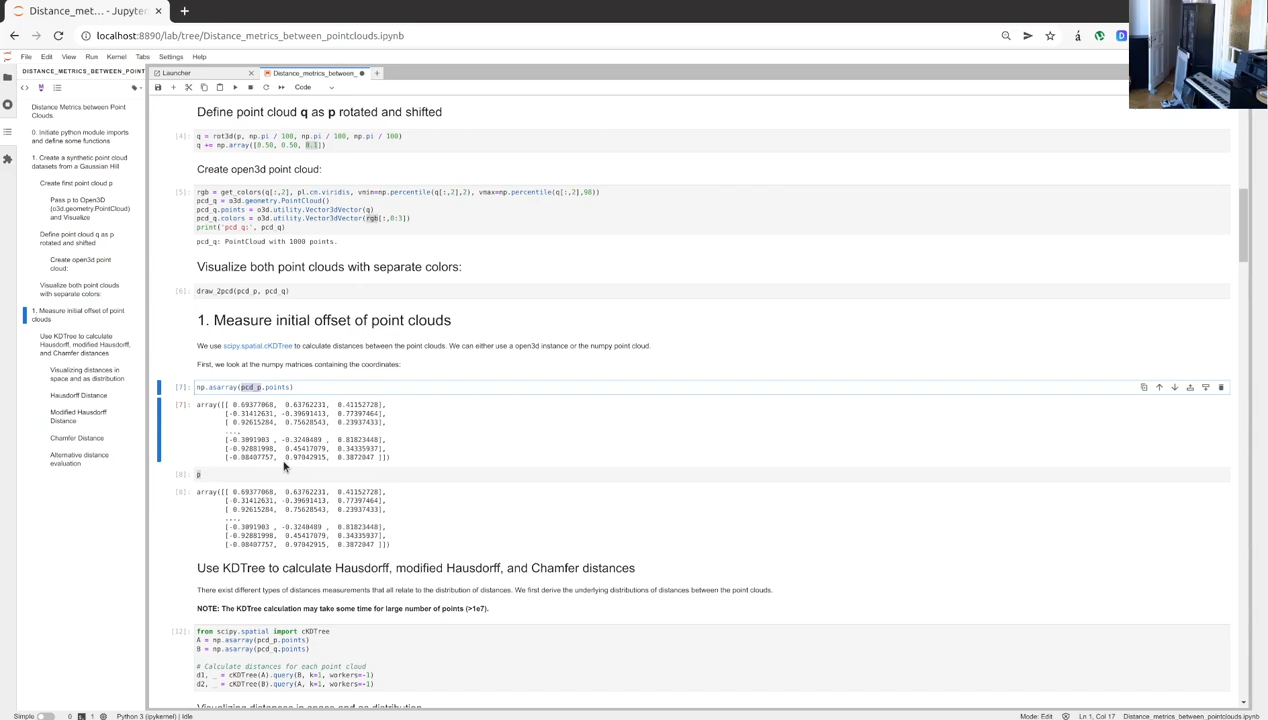 Distance_met… - Jupyter
localhost:8890/lab/tree/Distance_metrics_between_pointclouds.ipynb
File Edit View Run Kernel Tabs Settings Help
DISTANCE_METRICS_BETWEEN_POINT
Distance Metrics between Point
Clouds.
0. Initiate python module imports
and define some functions
1. Create a synthetic point cloud
datasets from a Gaussian Hill
Create first point cloud p
Pass p to Open3D
(o3d.geometry.PointCloud)
and Visualize
Define point cloud q as p
rotated and shifted
Create open3d point
cloud:
Visualize both point clouds
with separate colors:
1. Measure initial offset of point
clouds
Use KDTree to calculate
Hausdorff, modified Hausdorff,
and Chamfer distances
Visualizing distances in
space and as distribution
Hausdorff Distance
Modified Hausdorff
Distance
Chamfer Distance
Alternative distance
evaluation
Launcher
Distance_metrics_between_
Code
Define point cloud q as p rotated and shifted
[4]: q = rot3d(p, np.pi / 100, np.pi / 100, np.pi / 100)
q += np.array([0.50, 0.50, 0.1])
Create open3d point cloud:
[5]: rgb = get_colors(q[:,2], pl.cm.viridis, vmin=np.percentile(q[:,2],2), vmax=np.percentile(q[:,2],98))
pcd_q = o3d.geometry.PointCloud()
pcd_q.points = o3d.utility.Vector3dVector(q)
pcd_q.colors = o3d.utility.Vector3dVector(rgb[:,0:3])
print('pcd_q:', pcd_q)
pcd_q: PointCloud with 1000 points.
Visualize both point clouds with separate colors:
[6]: draw_2pcd(pcd_p, pcd_q)
1. Measure initial offset of point clouds
We use scipy.spatial.cKDTree to calculate distances between the point clouds. We can either use a open3d instance or the numpy point cloud.
First, we look at the numpy matrices containing the coordinates:
[7]: np.asarray(pcd_p.points)
[7]: array([[ 0.69377068, 0.63762231, 0.41152728],
[-0.31412631, -0.39691413, 0.77397464],
[ 0.92615284, 0.75628543, 0.23937433],
...,
[-0.3091903 , -0.3240489 , 0.81823448],
[-0.92881998, 0.45417079, 0.34335937],
[-0.08407757, 0.97042915, 0.3872047 ]])
[8]: p
[8]: array([[ 0.69377068, 0.63762231, 0.41152728],
[-0.31412631, -0.39691413, 0.77397464],
[ 0.92615284, 0.75628543, 0.23937433],
...,
[-0.3091903 , -0.3240489 , 0.81823448],
[-0.92881998, 0.45417079, 0.34335937],
[-0.08407757, 0.97042915, 0.3872047 ]])
Use KDTree to calculate Hausdorff, modified Hausdorff, and Chamfer distances
There exist different types of distances measurements that all relate to the distribution of distances. We first derive the underlying distributions of distances between the point clouds.
NOTE: The KDTree calculation may take some time for large number of points (>1e7).
[12]: from scipy.spatial import cKDTree
A = np.asarray(pcd_p.points)
B = np.asarray(pcd_q.points)
# Calculate distances for each point cloud
d1, _ = cKDTree(A).query(B, k=1, workers=-1)
d2, _ = cKDTree(B).query(A, k=1, workers=-1)
Visualizing distances in space and as distribution
Simple 0 1 Python 3 (ipykernel) | Idle
Mode: Edit Ln 1, Col 17 Distance_metrics_between_pointclouds.ipynb